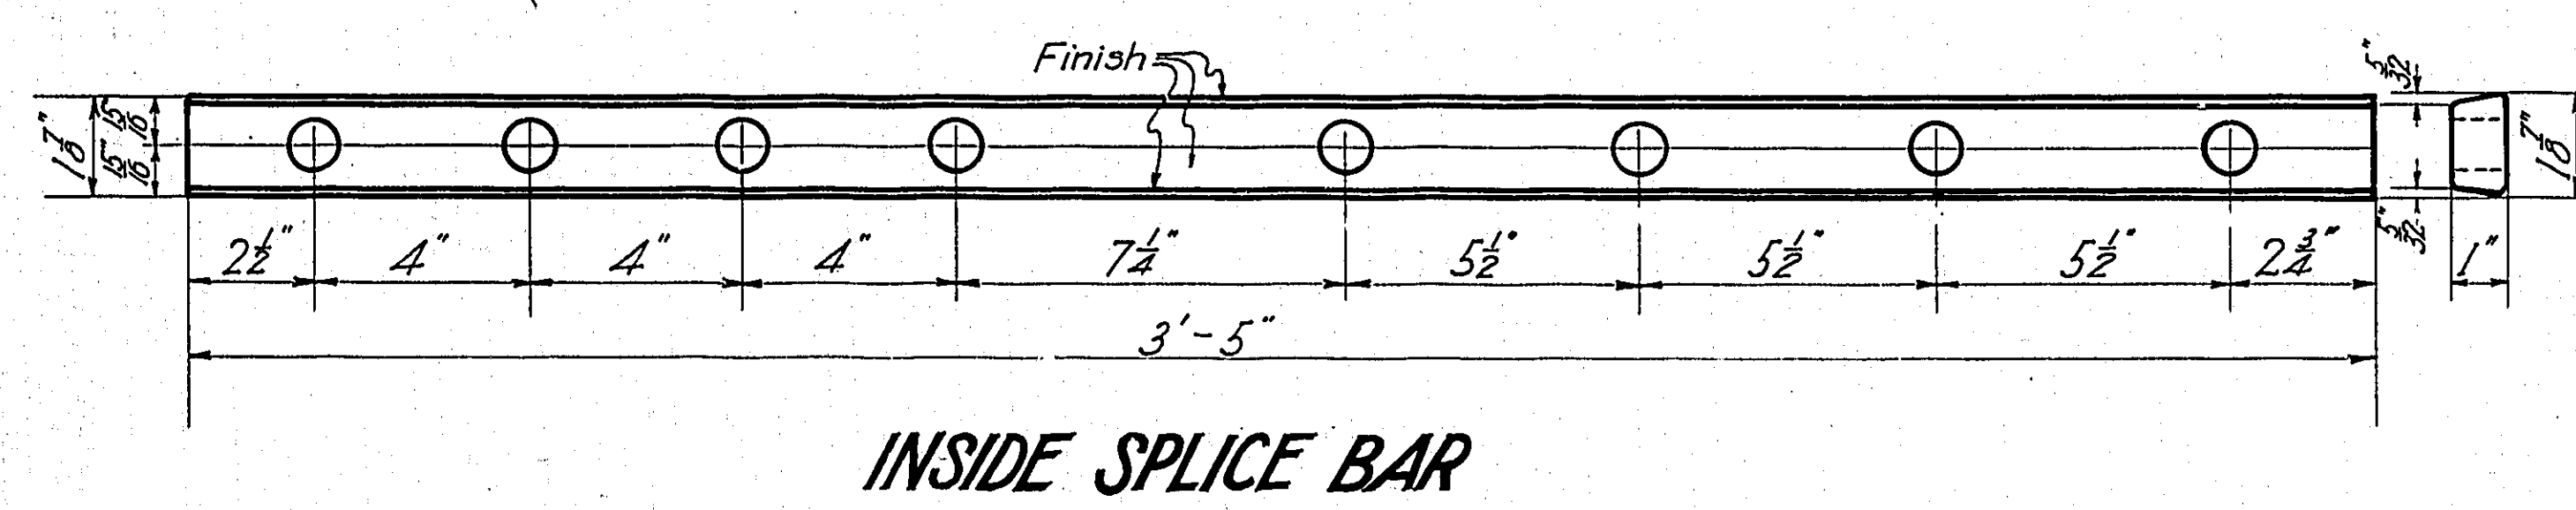 Finish
5/32"
1 7/8"
15/16
15/16"
1 7/8"
5/32"
2 1/2" 4" 4" 4" 7 1/4" 5 1/2" 5 1/2" 5 1/2" 2 3/4" 1"
3'-5"
INSIDE SPLICE BAR